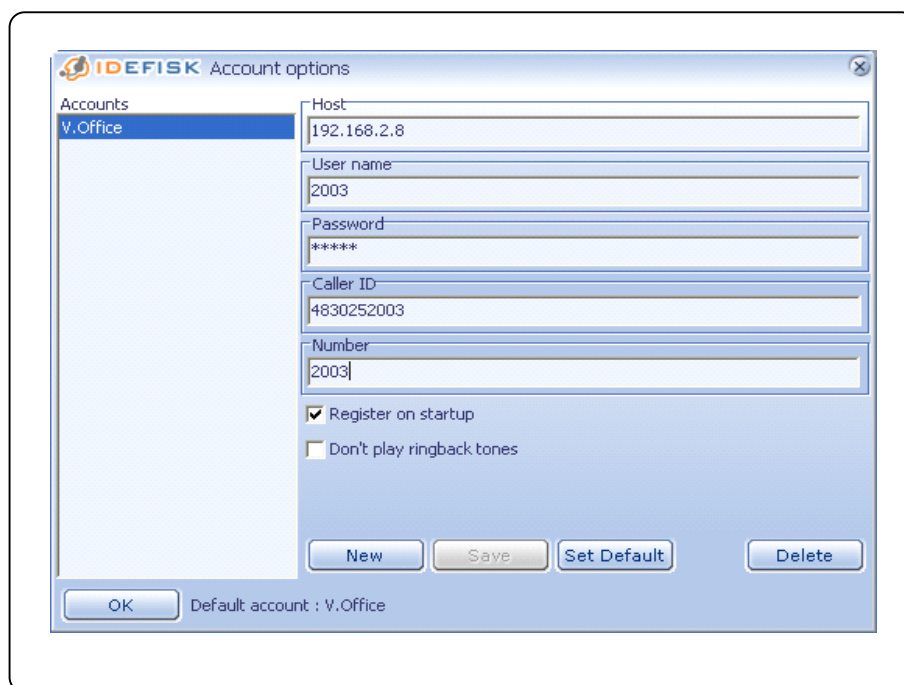 IDEFISK Account options
Accounts
V.Office
Host
192.168.2.8
User name
2003
Password
*****
Caller ID
4830252003
Number
2003
Register on startup
Don't play ringback tones
New Save Set Default Delete
OK Default account : V.Office